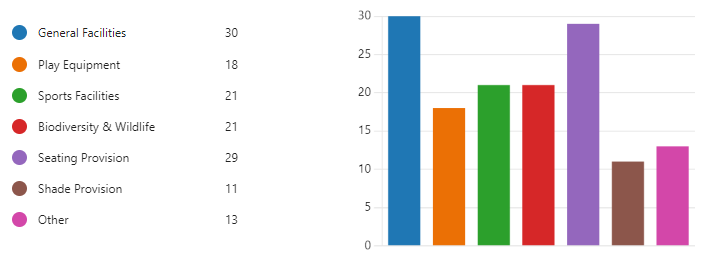 General Facilities 30
Play Equipment 18
Sports Facilities 21
Biodiversity & Wildlife 21
Seating Provision 29
Shade Provision 11
Other 13
30
25
20
15
10
5
0